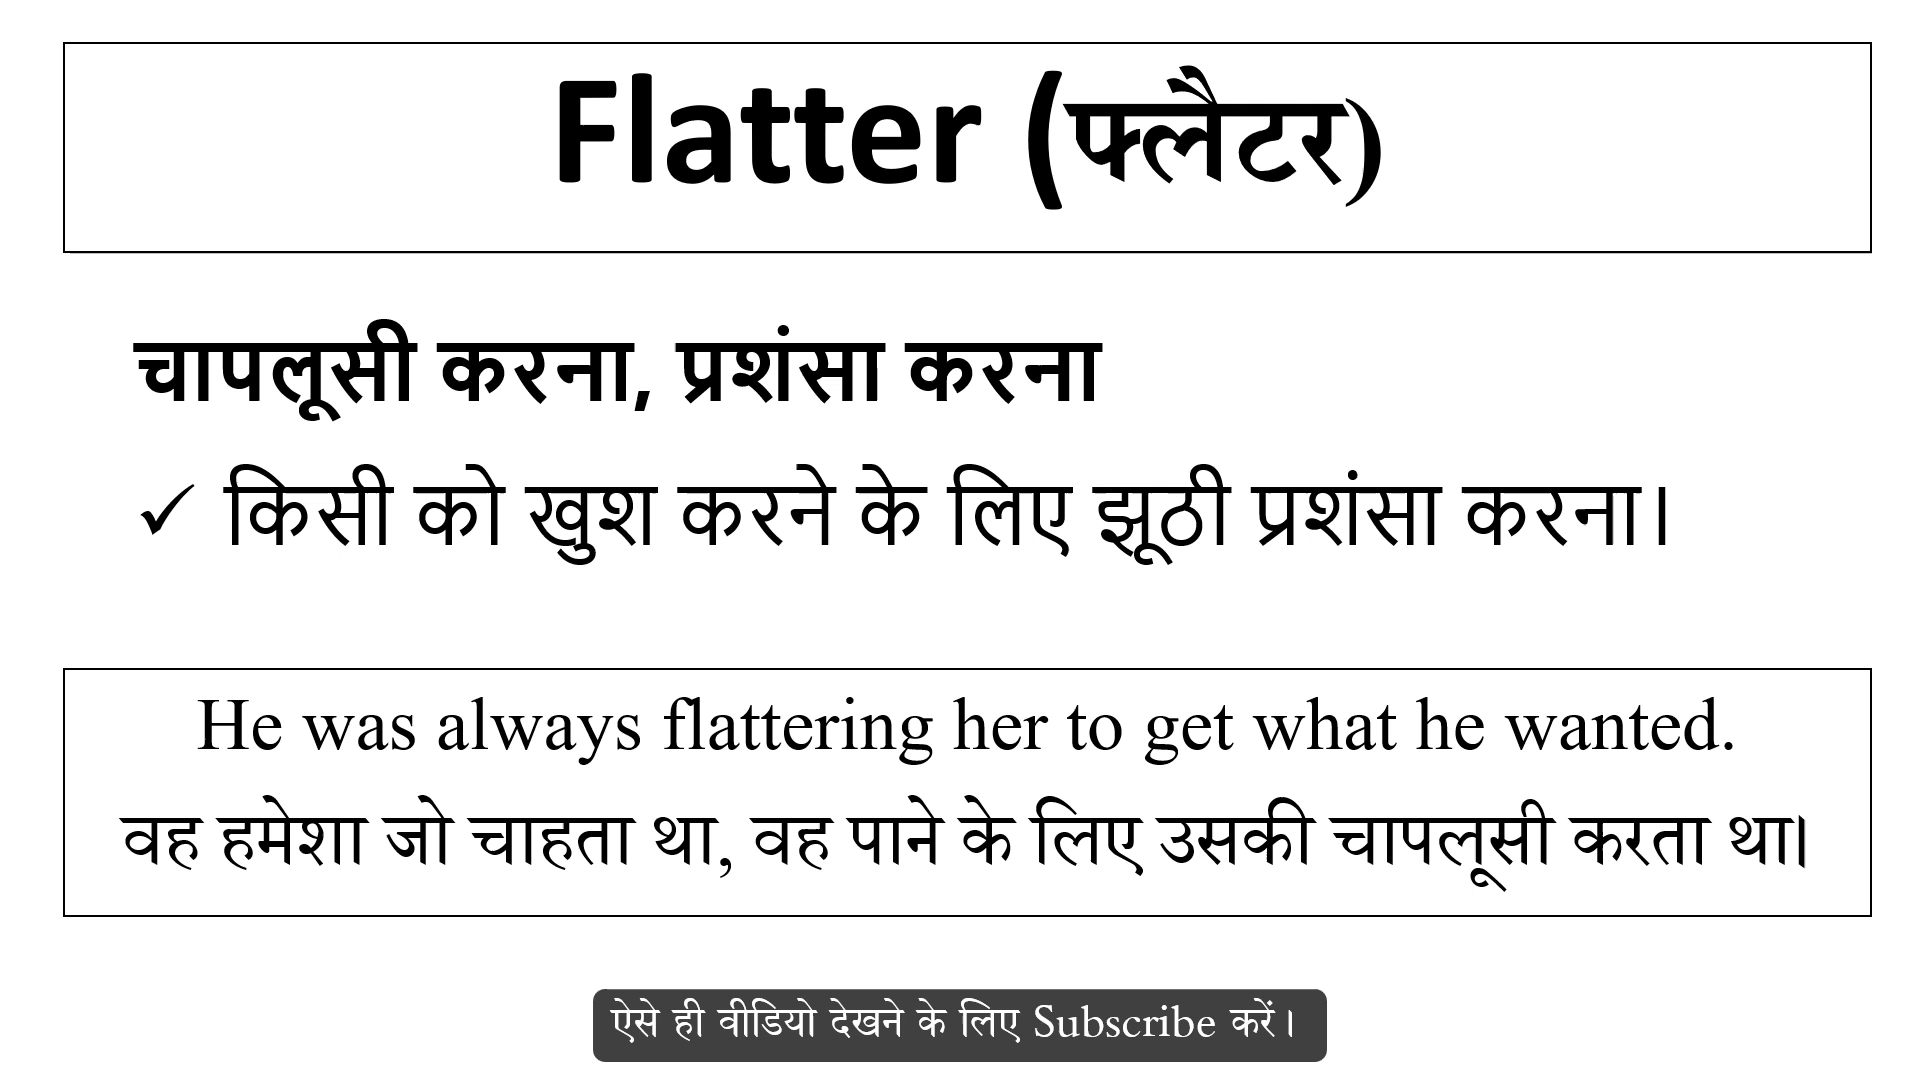 Flatter (फ्लैटर)
चापलूसी करना, प्रशंसा करना
✓ किसी को खुश करने के लिए झूठी प्रशंसा करना।
He was always flattering her to get what he wanted.
वह हमेशा जो चाहता था, वह पाने के लिए उसकी चापलूसी करता था।
ऐसे ही वीडियो देखने के लिए Subscribe करें।